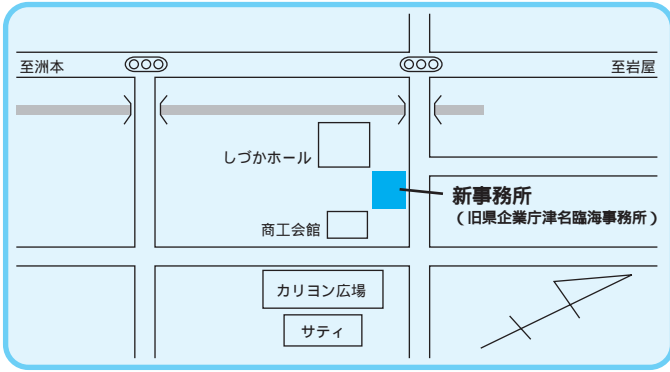 至洲本
至岩屋
しづかホール
新事務所
（旧県企業庁津名臨海事務所）
商工会館
カリヨン広場
サティ